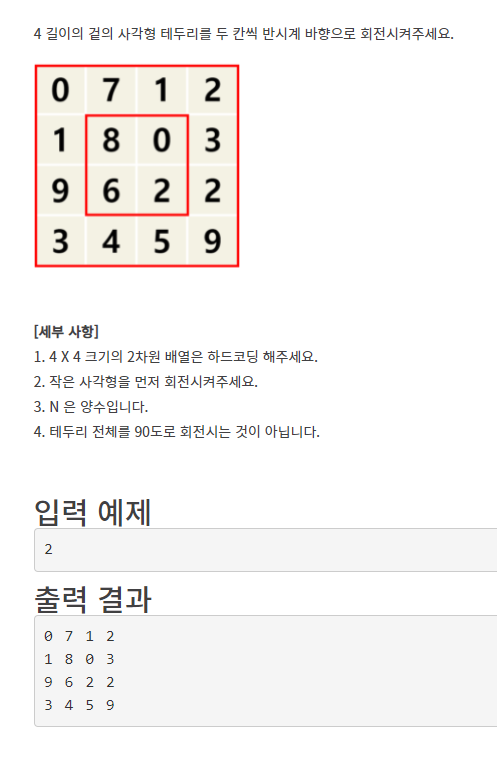 4 길이의 겉의 사각형 테두리를 두 칸씩 반시계 바향으로 회전시켜주세요.
0 7 1 2
1 8 0 3
9 6 2 2
3 4 5 9
[세부 사항]
1. 4 X 4 크기의 2차원 배열은 하드코딩 해주세요.
2. 작은 사각형을 먼저 회전시켜주세요.
3. N 은 양수입니다.
4. 테두리 전체를 90도로 회전시는 것이 아닙니다.
입력 예제
2
출력 결과
0 7 1 2
1 8 0 3
9 6 2 2
3 4 5 9